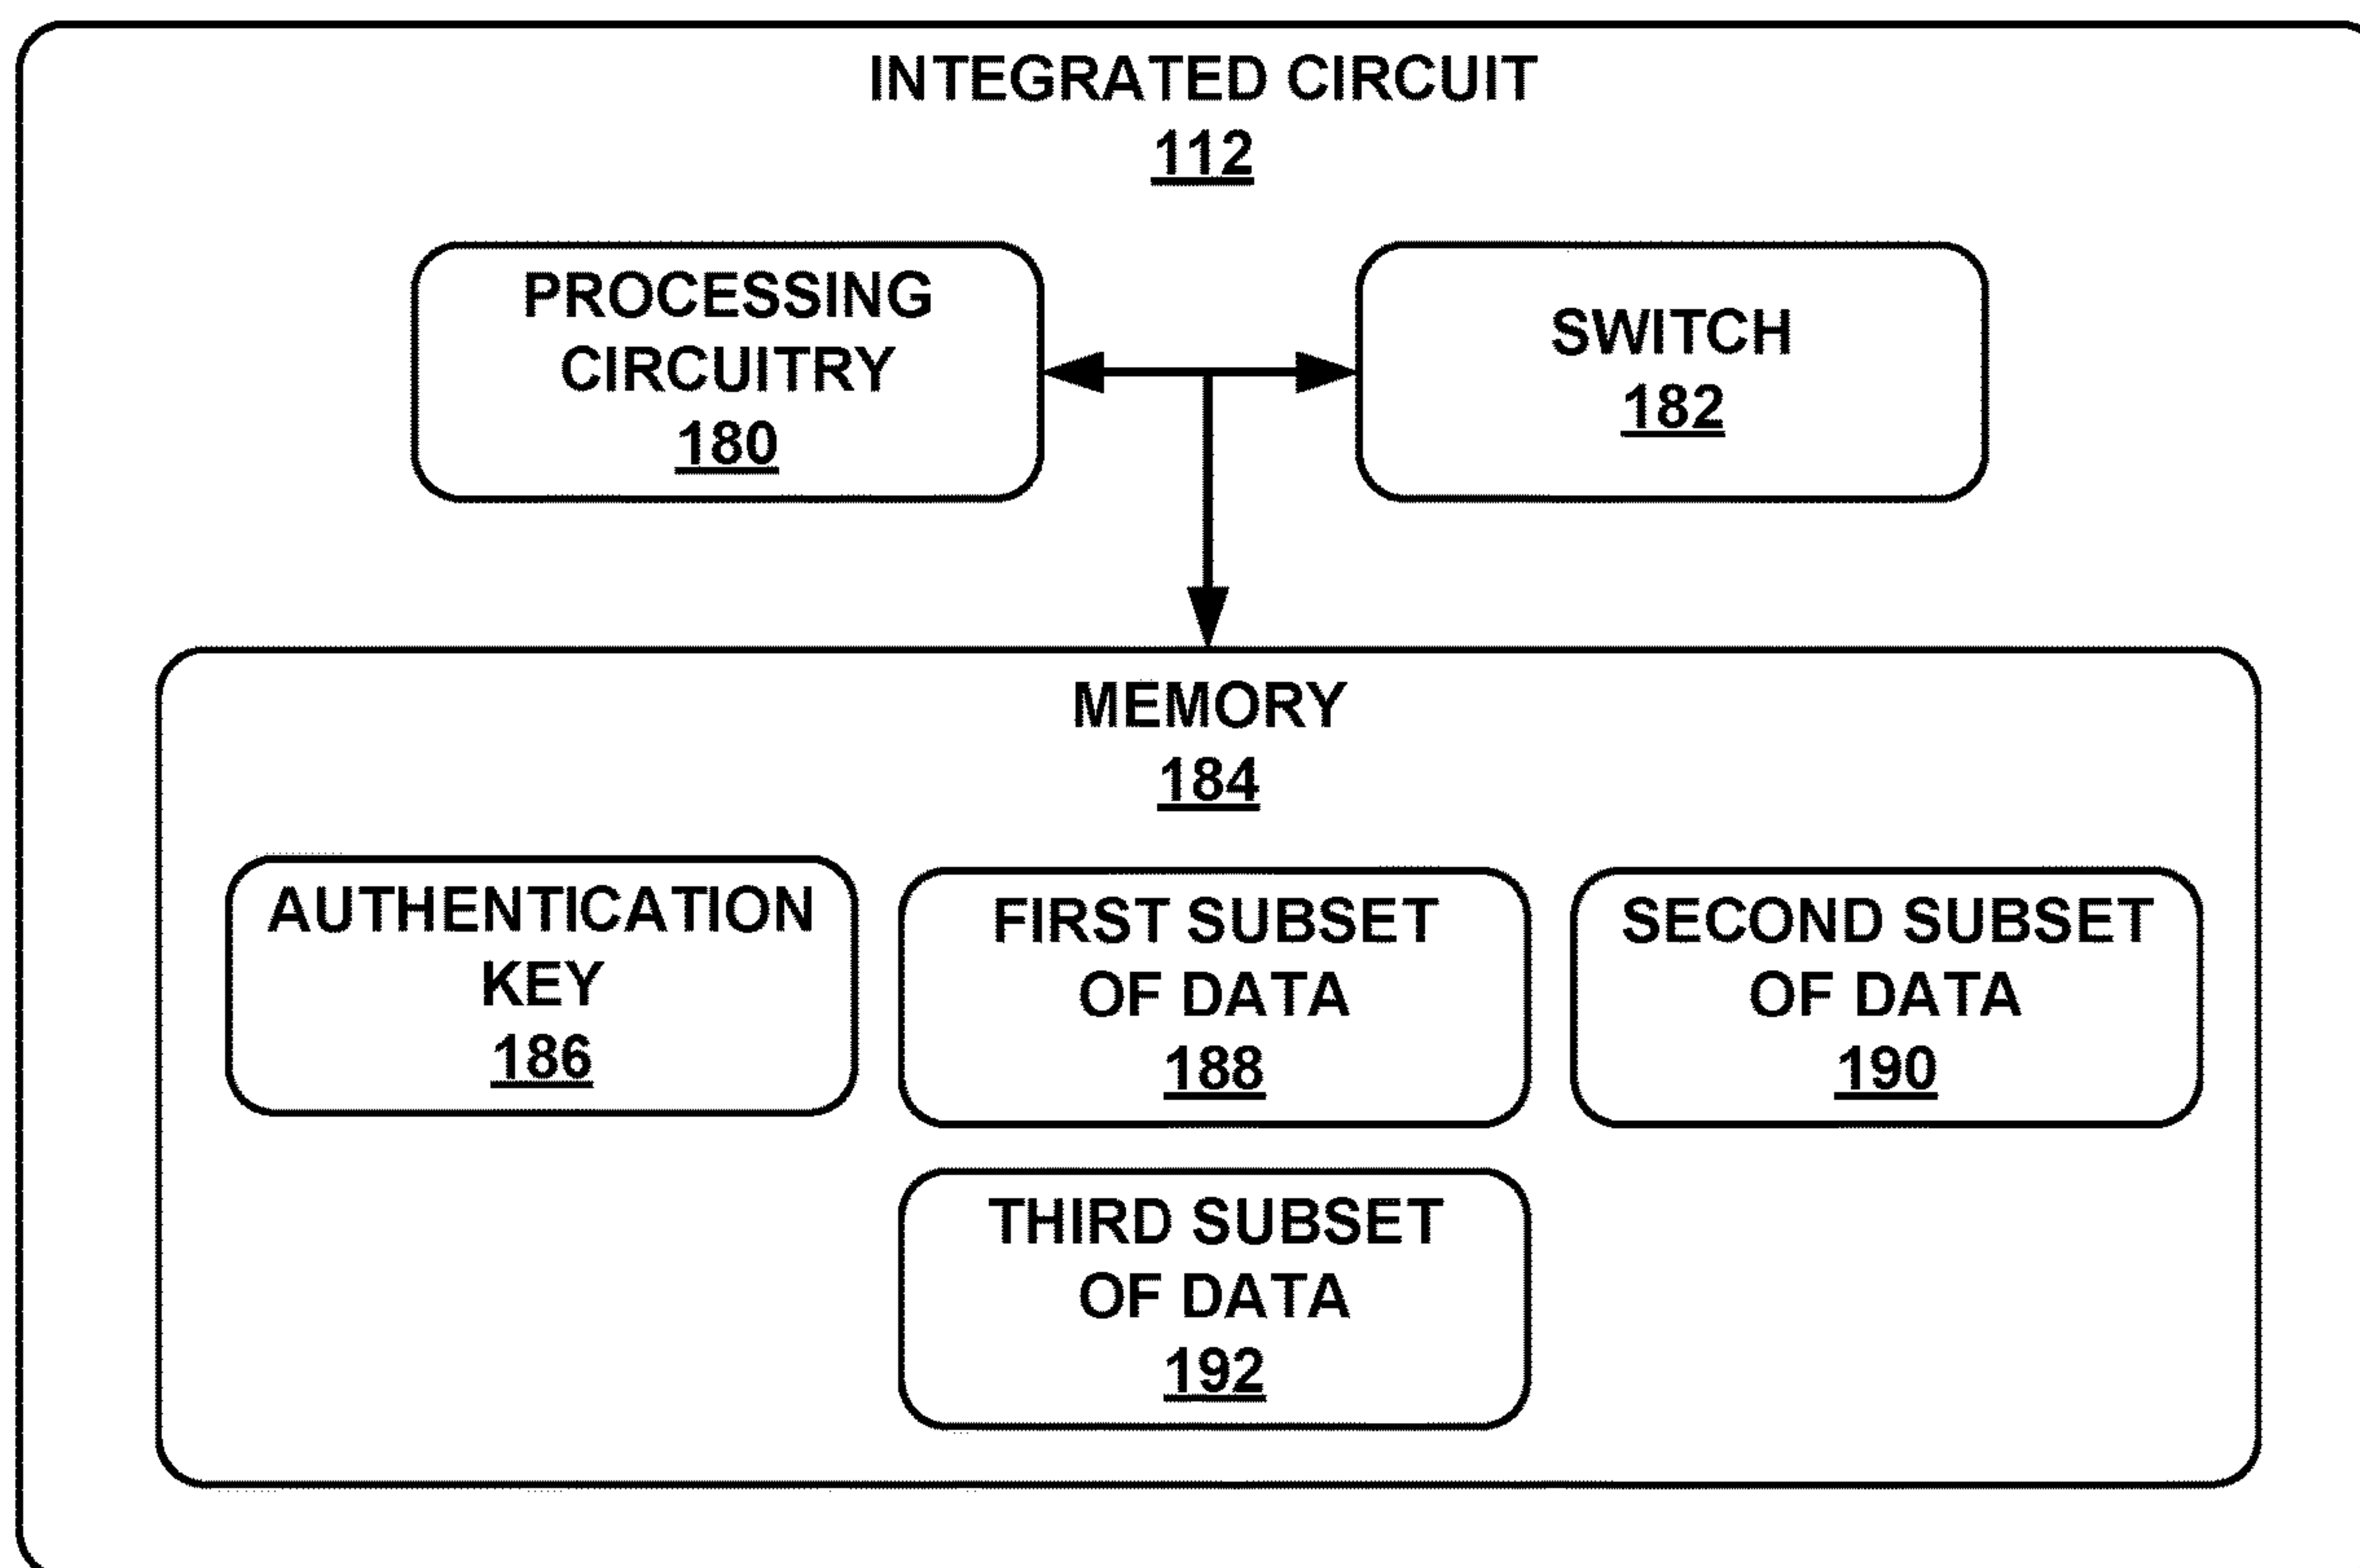 INTEGRATED CIRCUIT
112
PROCESSING
CIRCUITRY
180
SWITCH
182
MEMORY
184
AUTHENTICATION
KEY
186
FIRST SUBSET
OF DATA
188
SECOND SUBSET
OF DATA
190
THIRD SUBSET
OF DATA
192